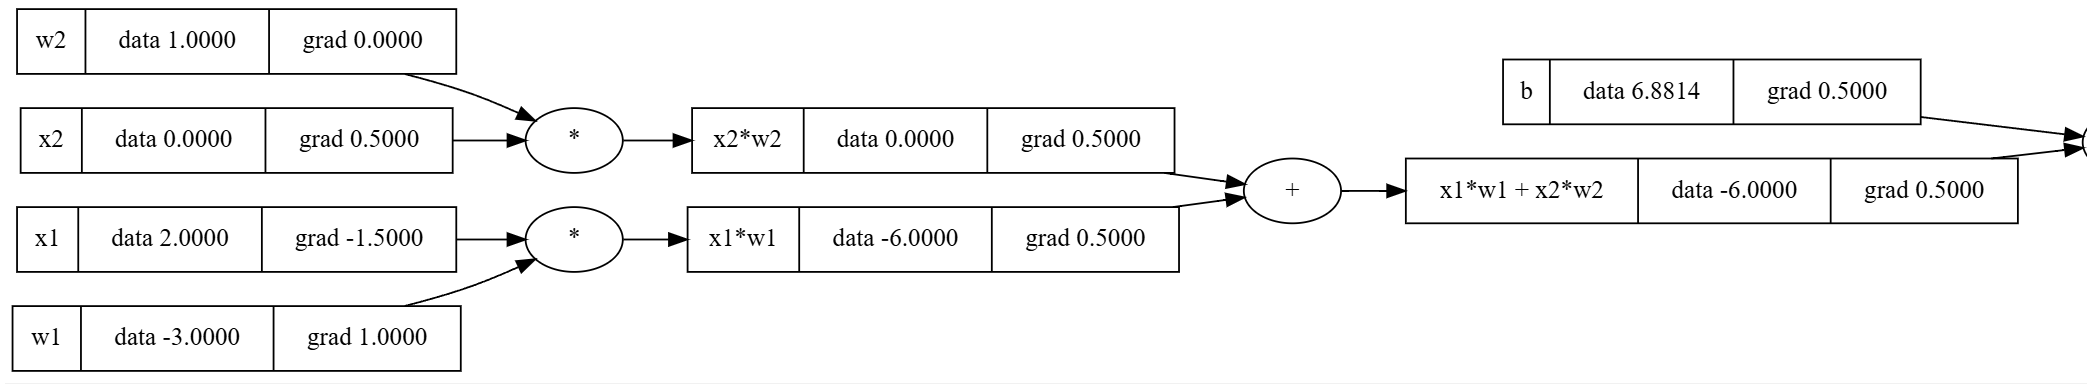 w2 data 1.0000 grad 0.0000
x2 data 0.0000 grad 0.5000
*
x2*w2 data 0.0000 grad 0.5000
x1 data 2.0000 grad -1.5000
*
x1*w1 data -6.0000 grad 0.5000
w1 data -3.0000 grad 1.0000
+
b data 6.8814 grad 0.5000
x1*w1 + x2*w2 data -6.0000 grad 0.5000